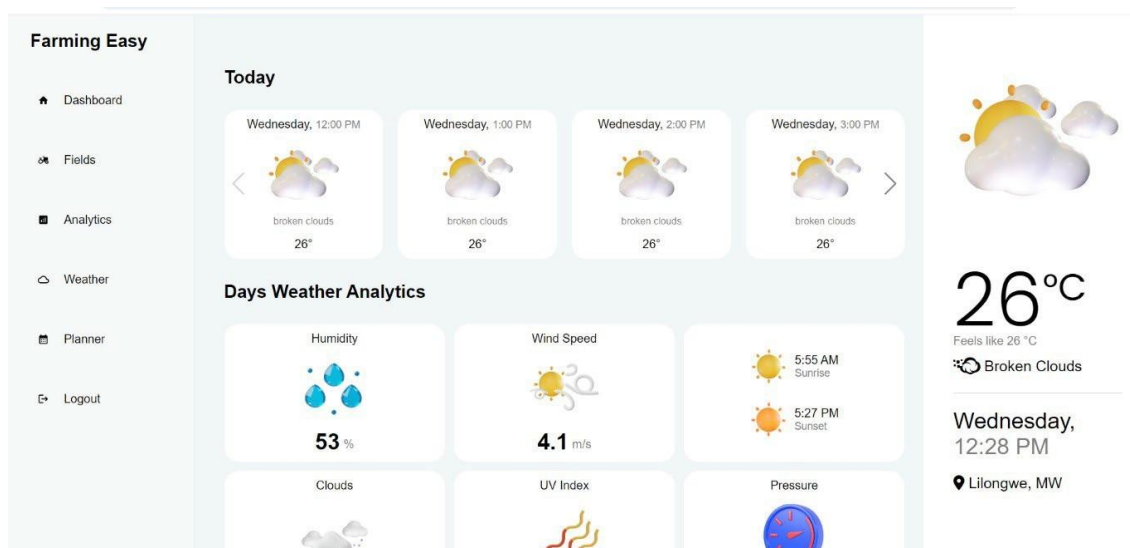 Farming Easy
Dashboard
Fields
Analytics
Weather
Planner
Logout
Today
Wednesday, 12:00 PM
broken clouds
26°
Wednesday, 1:00 PM
broken clouds
26°
Wednesday, 2:00 PM
broken clouds
26°
Wednesday, 3:00 PM
broken clouds
26°
Days Weather Analytics
Humidity
53 %
Wind Speed
4.1 m/s
5:55 AM
Sunrise
5:27 PM
Sunset
Clouds
UV Index
Pressure
26°C
Feels like 26 °C
Broken Clouds
Wednesday,
12:28 PM
Lilongwe, MW